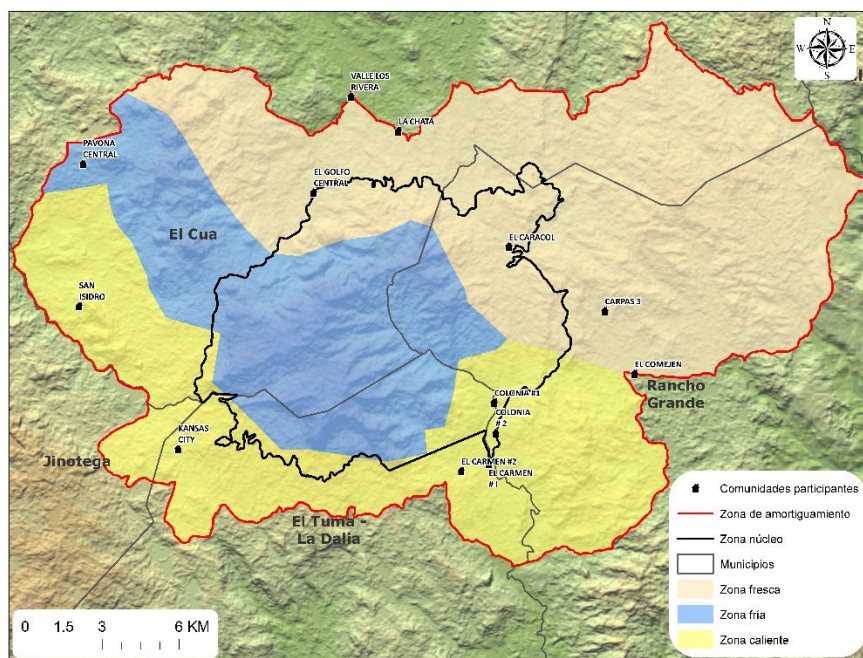 N
W E
S
VALLE LOS
RIVERA
LA CHATA
PAVONA
CENTRAL
EL GOLFO
CENTRAL
El Cua
EL CARACOL
SAN
ISIDRO
CARPAS 3
EL COMEJEN
Rancho
Grande
COLONIA #1
COLONIA
# 2
KANSAS
CITY
Jinotega
EL CARMEN #2
EL CARMEN
#1
El Tuma -
La Dalia
0 1.5 3 6 KM
Comunidades participantes
Zona de amortiguamiento
Zona núcleo
Municipios
Zona fresca
Zona fría
Zona caliente